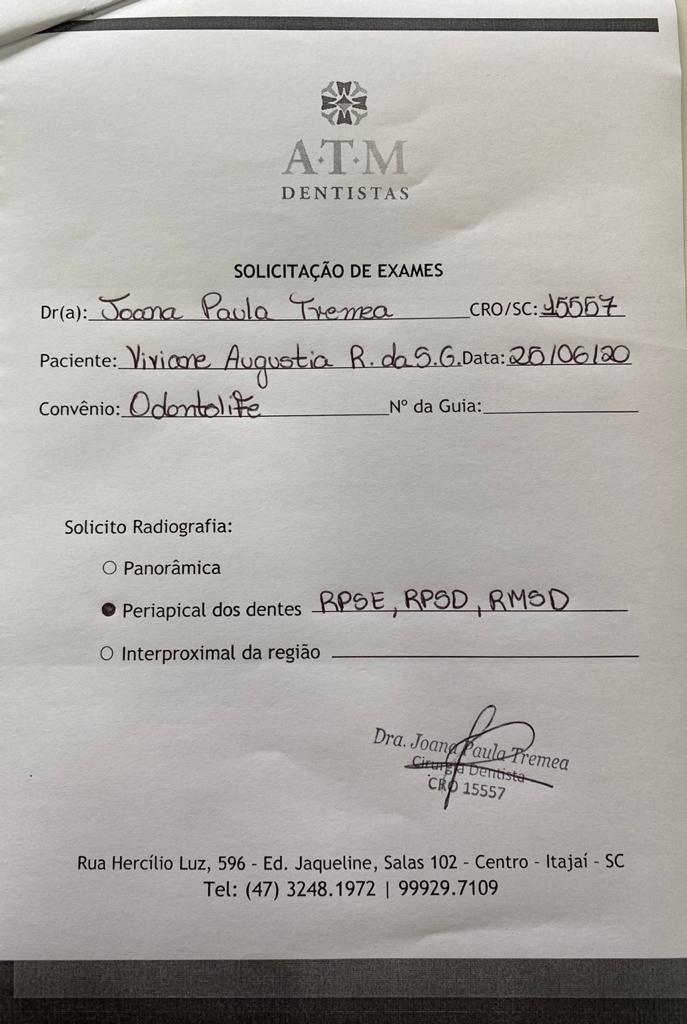 A·T·M
DENTISTAS
SOLICITAÇÃO DE EXAMES
Dr(a): Joana Paula Tremea CRO/SC: 15557
Paciente: Viviane Augustia R. da S. G. Data: 25/06/20
Convênio: Odontolife Nº da Guia:
Solicito Radiografia:
Panorâmica
Periapical dos dentes RPSE, RPSD, RMSD
Interproximal da região
Dra. Joana Paula Tremea
Cirurgiã Dentista
CRO 15557
Rua Hercílio Luz, 596 - Ed. Jaqueline, Salas 102 - Centro - Itajaí - SC
Tel: (47) 3248.1972 | 99929.7109